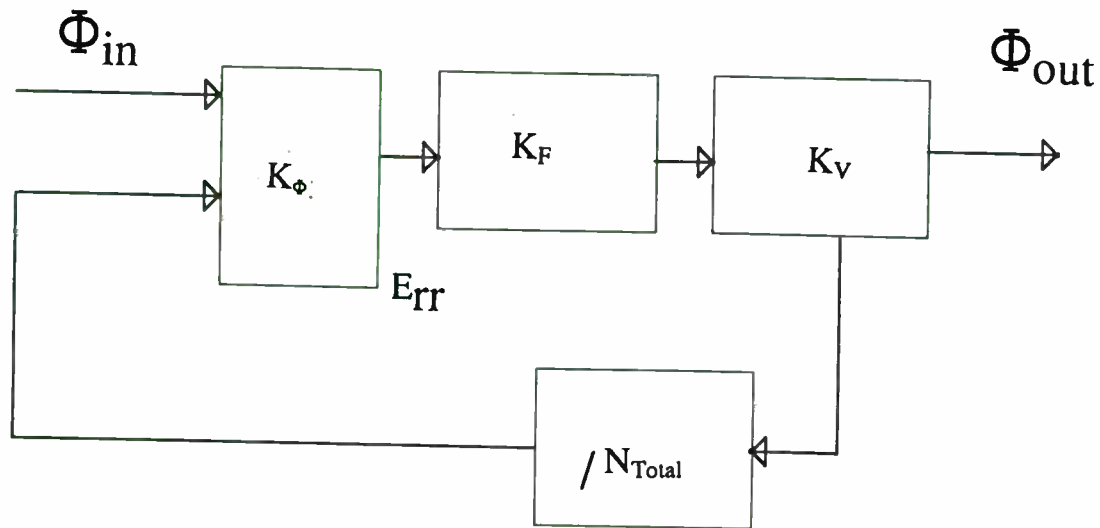 Φin
Φout
KΦ
KF
KV
Err
/ NTotal